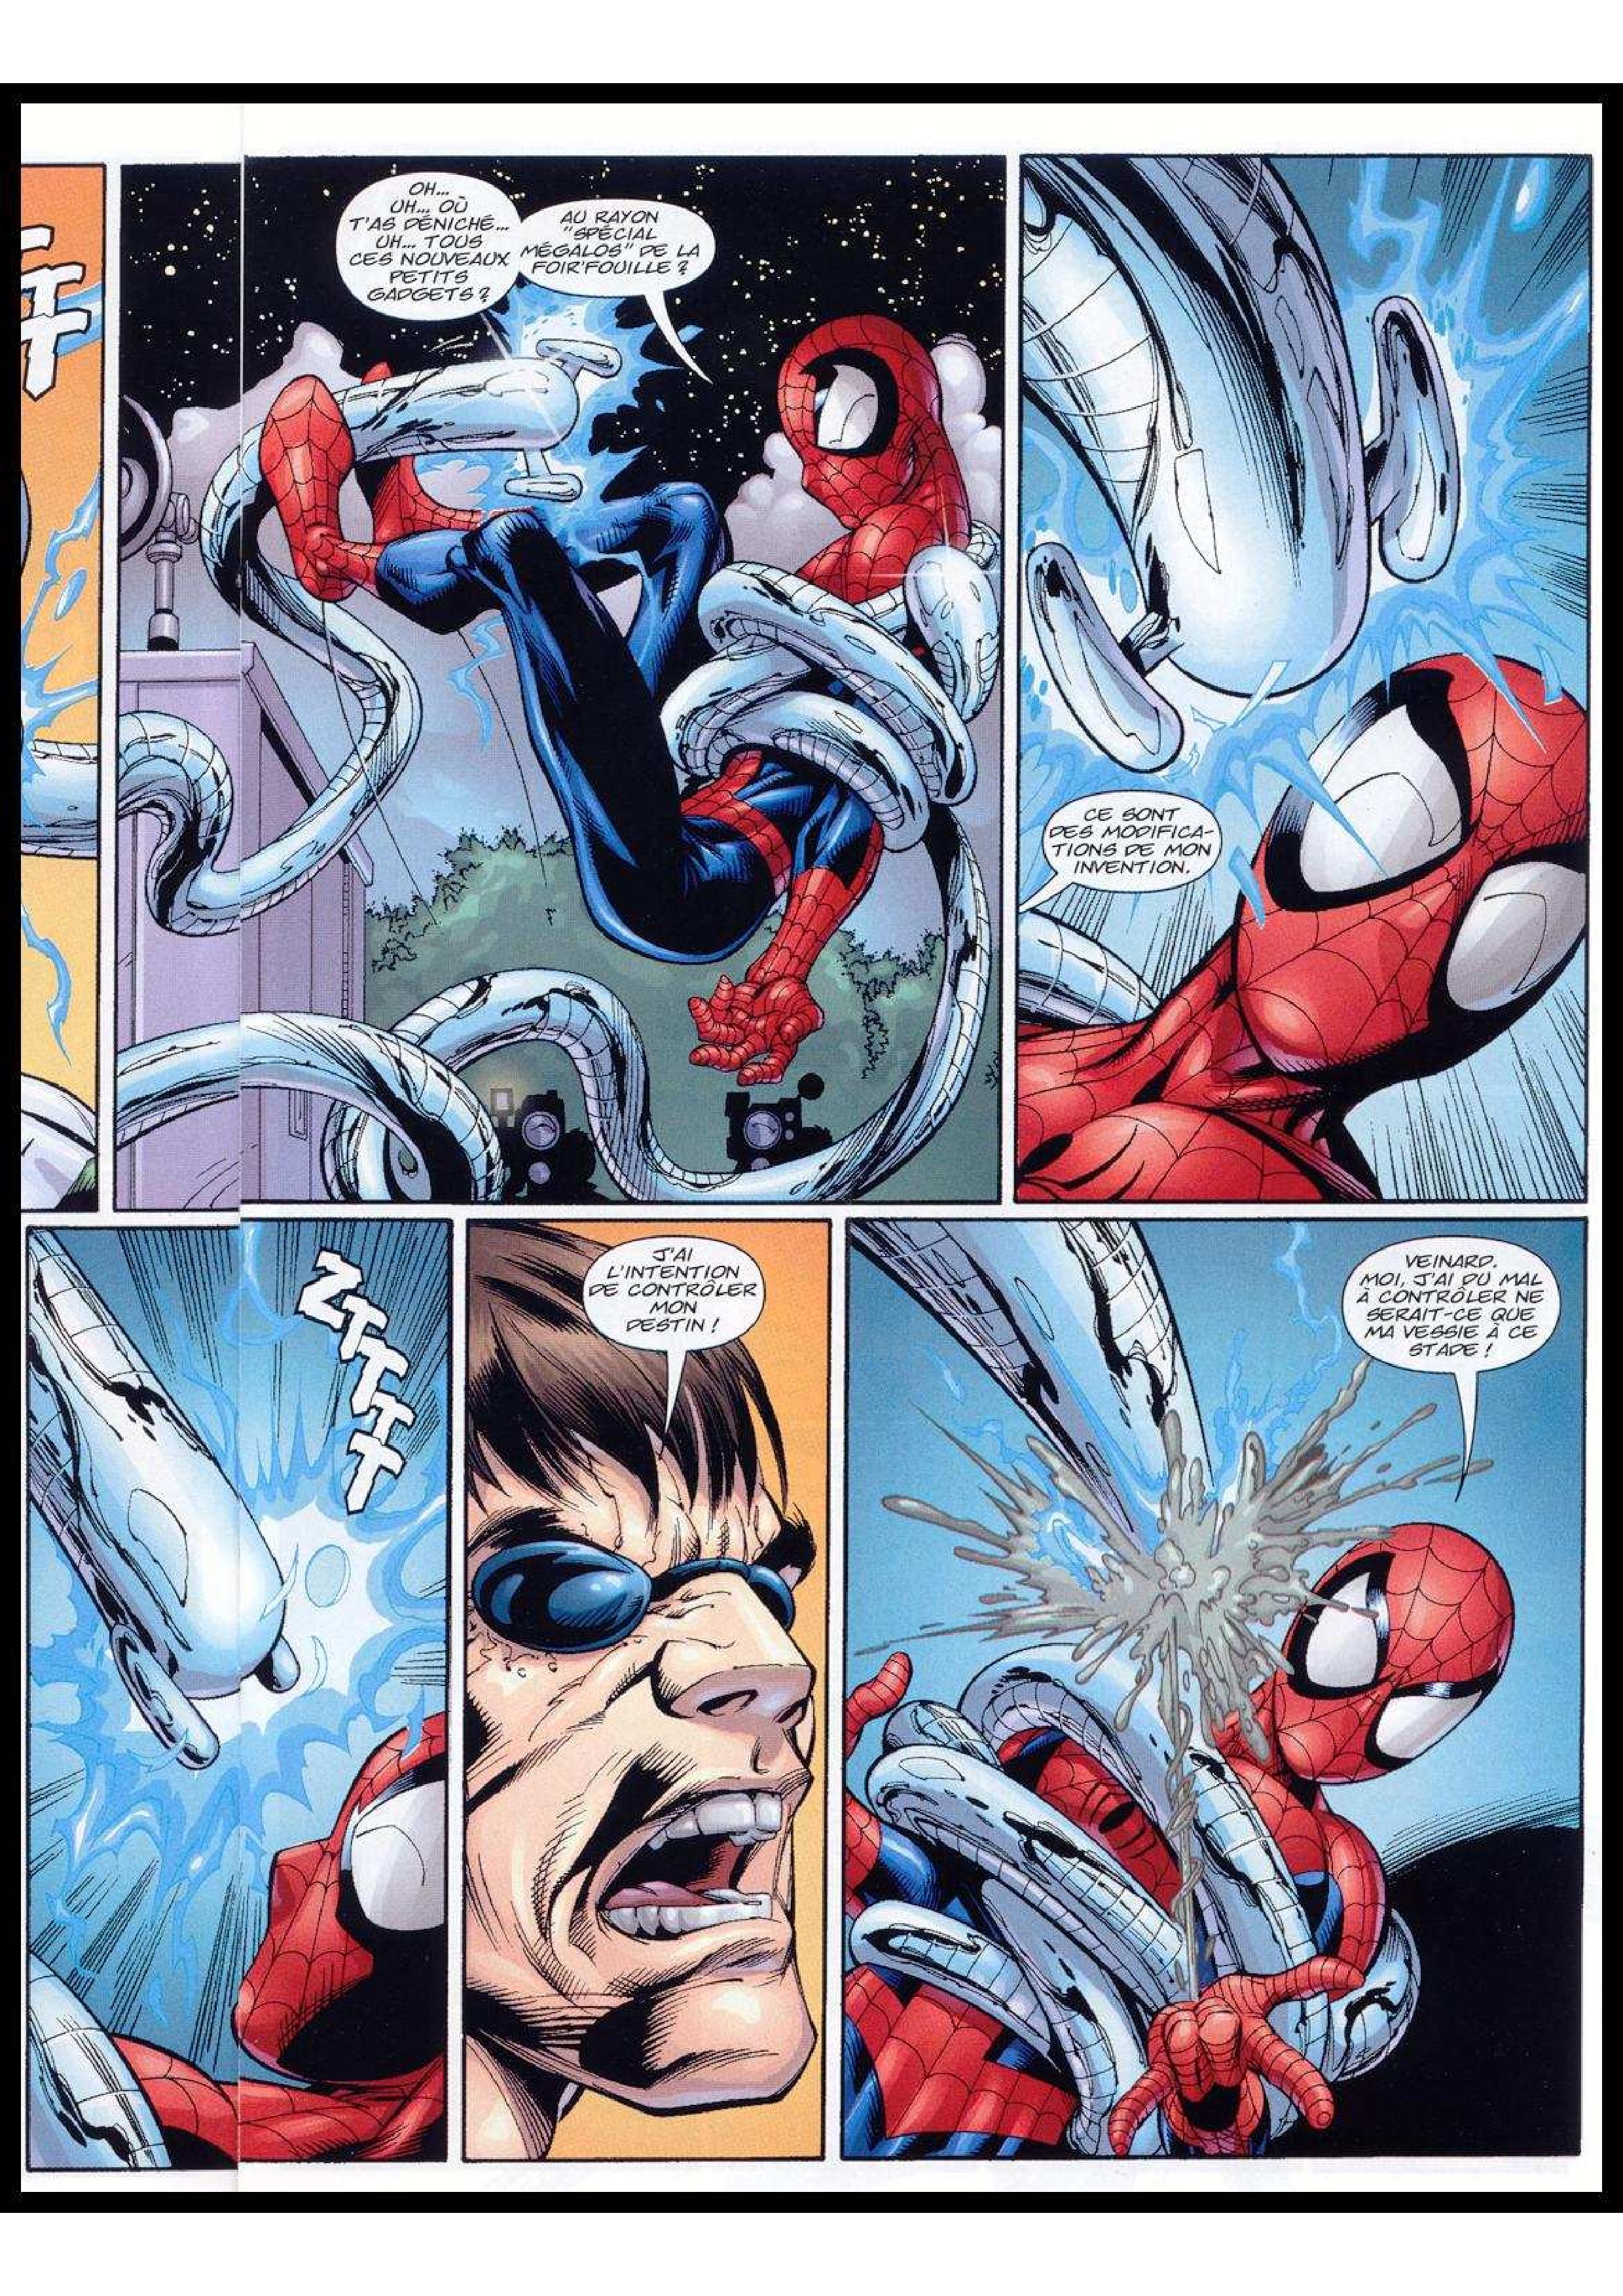 OH...
UH... OÙ
T'AS DÉNICHÉ...
UH... TOUS
CES NOUVEAUX
PETITS
GADGETS ?
AU RAYON
"SPÉCIAL
MÉGALOS" DE LA
FOIR'FOUILLE ?
CE SONT
DES MODIFICA-
TIONS DE MON
INVENTION.
ZTTTT
J'AI
L'INTENTION
DE CONTRÔLER
MON
DESTIN !
VEINARD.
MOI, J'AI DU MAL
À CONTRÔLER NE
SERAIT-CE QUE
MA VESSIE À CE
STADE !